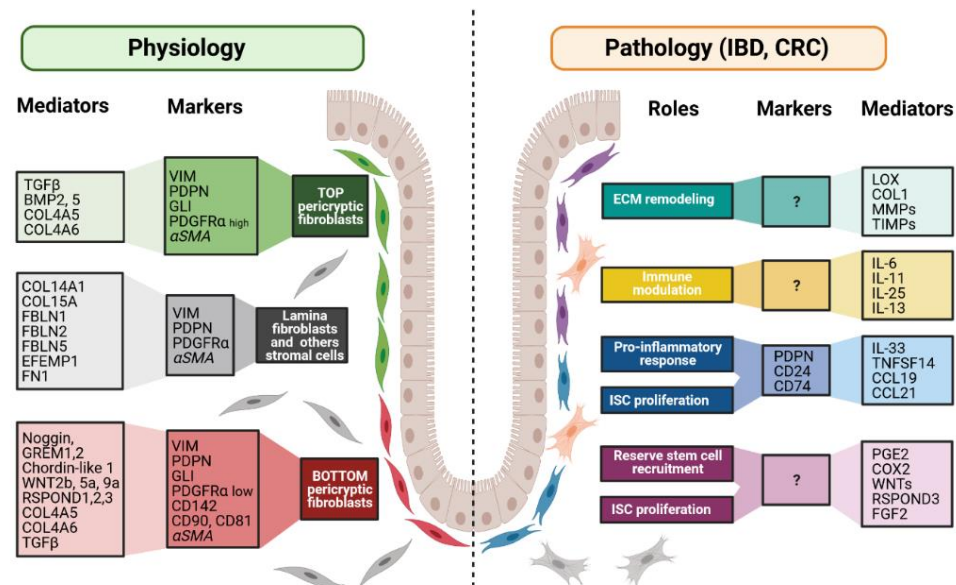 Physiology
Pathology (IBD, CRC)
Mediators
Markers
Roles
Markers
Mediators
TGFβ
BMP2, 5
COL4A5
COL4A6
VIM
PDPN
GLI
PDGFRα high
αSMA
TOP
pericryptic
fibroblasts
COL14A1
COL15A
FBLN1
FBLN2
FBLN5
EFEMP1
FN1
VIM
PDPN
PDGFRα
αSMA
Lamina
fibroblasts
and others
stromal cells
Noggin,
GREM1,2
Chordin-like 1
WNT2b, 5a, 9a
RSPOND1,2,3
COL4A5
COL4A6
TGFβ
VIM
PDPN
GLI
PDGFRα low
CD142
CD90, CD81
αSMA
BOTTOM
pericryptic
fibroblasts
ECM remodeling
?
LOX
COL1
MMPs
TIMPs
Immune
modulation
?
IL-6
IL-11
IL-25
IL-13
Pro-inflammatory
response
ISC proliferation
PDPN
CD24
CD74
IL-33
TNFSF14
CCL19
CCL21
Reserve stem cell
recruitment
ISC proliferation
?
PGE2
COX2
WNTs
RSPOND3
FGF2